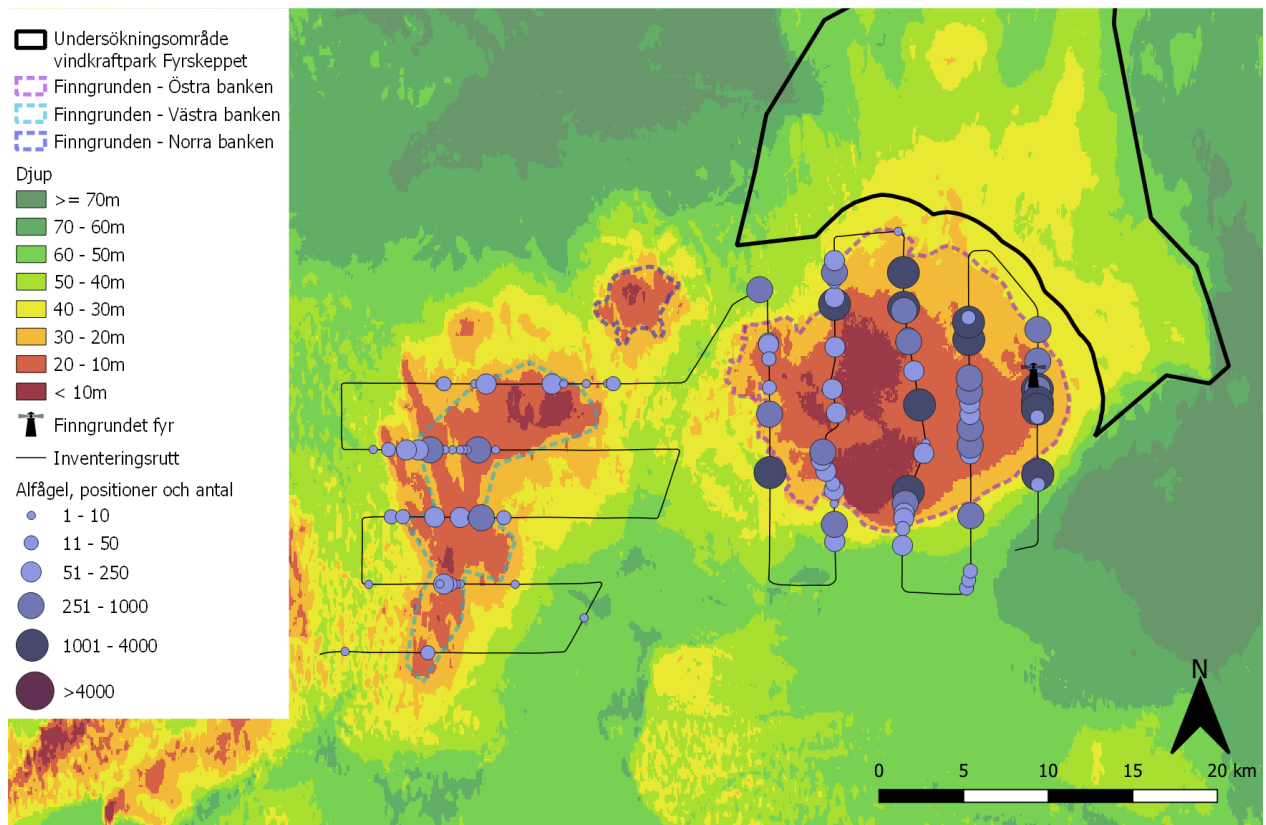 Undersökningsområde
vindkraftpark Fyrskeppet
Finngrunden - Östra banken
Finngrunden - Västra banken
Finngrunden - Norra banken
Djup
>= 70m
70 - 60m
60 - 50m
50 - 40m
40 - 30m
30 - 20m
20 - 10m
< 10m
Finngrundet fyr
Inventeringsrutt
Alfågel, positioner och antal
1 - 10
11 - 50
51 - 250
251 - 1000
1001 - 4000
>4000
N
0 5 10 15 20 km